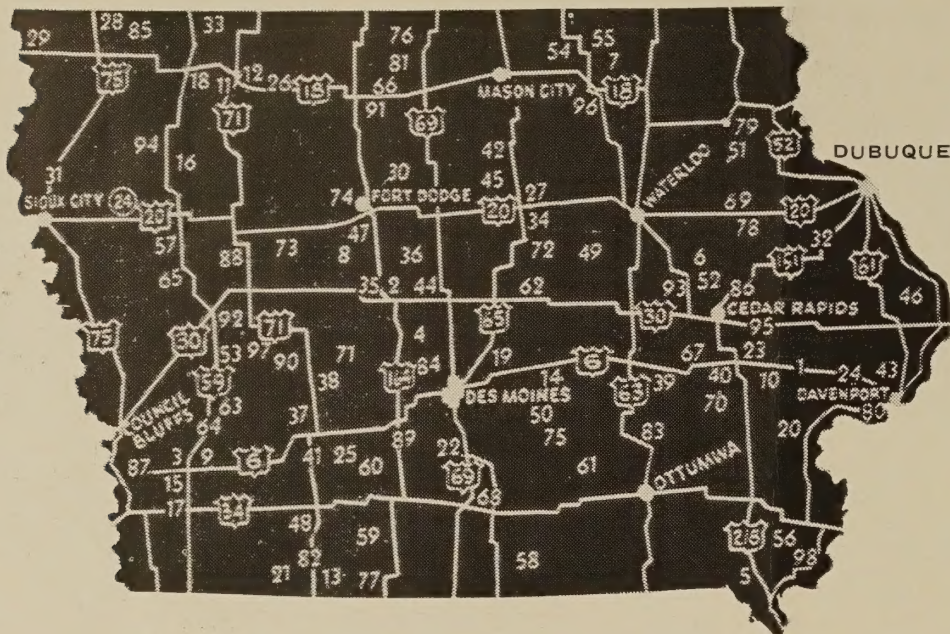 28 85 33 76 55
29 54 7
75 18 11 12 26 18 66 81 MASON CITY 18
71 91 69 96
94 79
16 42 51 52 DUBUQUE
31 30 45
SIOUX CITY 24 20 74 FORT DODGE 20 27 WATERLOO 69 20
57 47 34 78
88 73 8 36 72 49 6 32
65 151 61
35 2 44 62 93 52 86 46
75 30 92 71 65 30 CEDAR RAPIDS
53 97 90 71 4 95
59 38 84 19 14 6 67 23
63 DES MOINES 63 39 40 10 1 24 43
COUNCIL BLUFFS 64 37 50 70 DAVENPORT
89 75 83 20 80
87 3 9 6 41 25 60 22 61 OTTUMWA
15 69
17 34 48 68
59 56
82 58 98
21 13 77 5